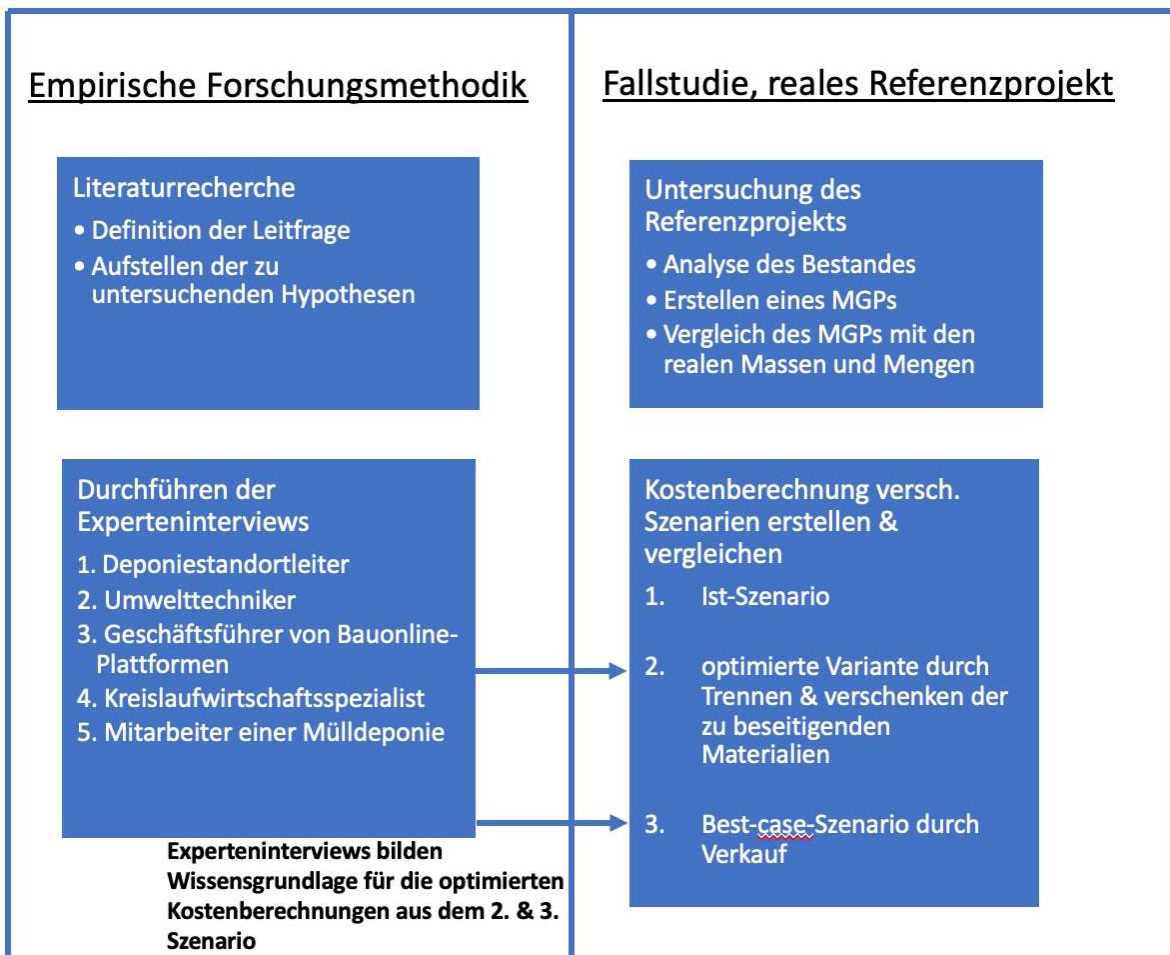 Empirische Forschungsmethodik
Literaturrecherche
• Definition der Leitfrage
• Aufstellen der zu
untersuchenden Hypothesen
Durchführen der
Experteninterviews
1. Deponiestandortleiter
2. Umwelttechniker
3. Geschäftsführer von Bauonline-
Plattformen
4. Kreislaufwirtschaftsspezialist
5. Mitarbeiter einer Mülldeponie
Experteninterviews bilden
Wissensgrundlage für die optimierten
Kostenberechnungen aus dem 2. & 3.
Szenario
Fallstudie, reales Referenzprojekt
Untersuchung des
Referenzprojekts
• Analyse des Bestandes
• Erstellen eines MGPs
• Vergleich des MGPs mit den
realen Massen und Mengen
Kostenberechnung versch.
Szenarien erstellen &
vergleichen
1. Ist-Szenario
2. optimierte Variante durch
Trennen & verschenken der
zu beseitigenden
Materialien
3. Best-case-Szenario durch
Verkauf